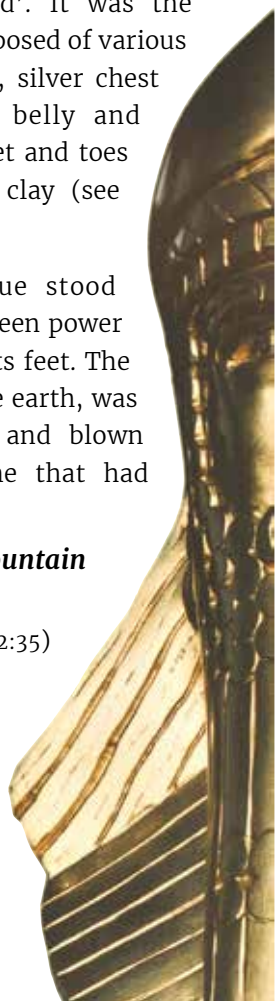 d'. It was the
posed of various
, silver chest
belly and
et and toes
clay (see
ue stood
een power
ts feet. The
e earth, was
and blown
ne that had
ountain
2:35)